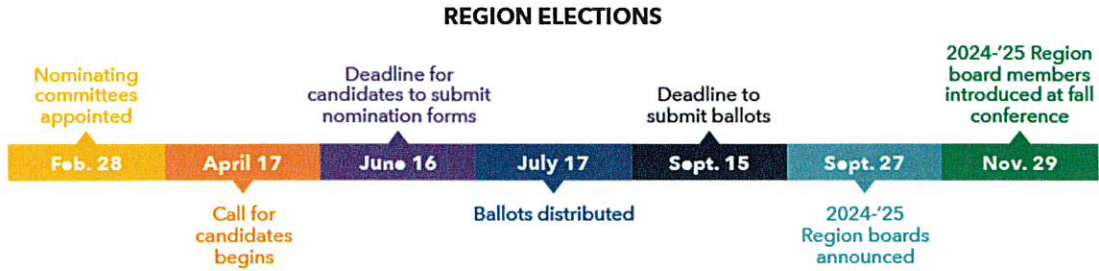 REGION ELECTIONS
Nominating
committees
appointed
Deadline for
candidates to submit
nomination forms
Deadline to
submit ballots
2024-'25 Region
board members
introduced at fall
conference
Feb. 28
April 17
June 16
July 17
Sept. 15
Sept. 27
Nov. 29
Call for
candidates
begins
Ballots distributed
2024-'25
Region boards
announced